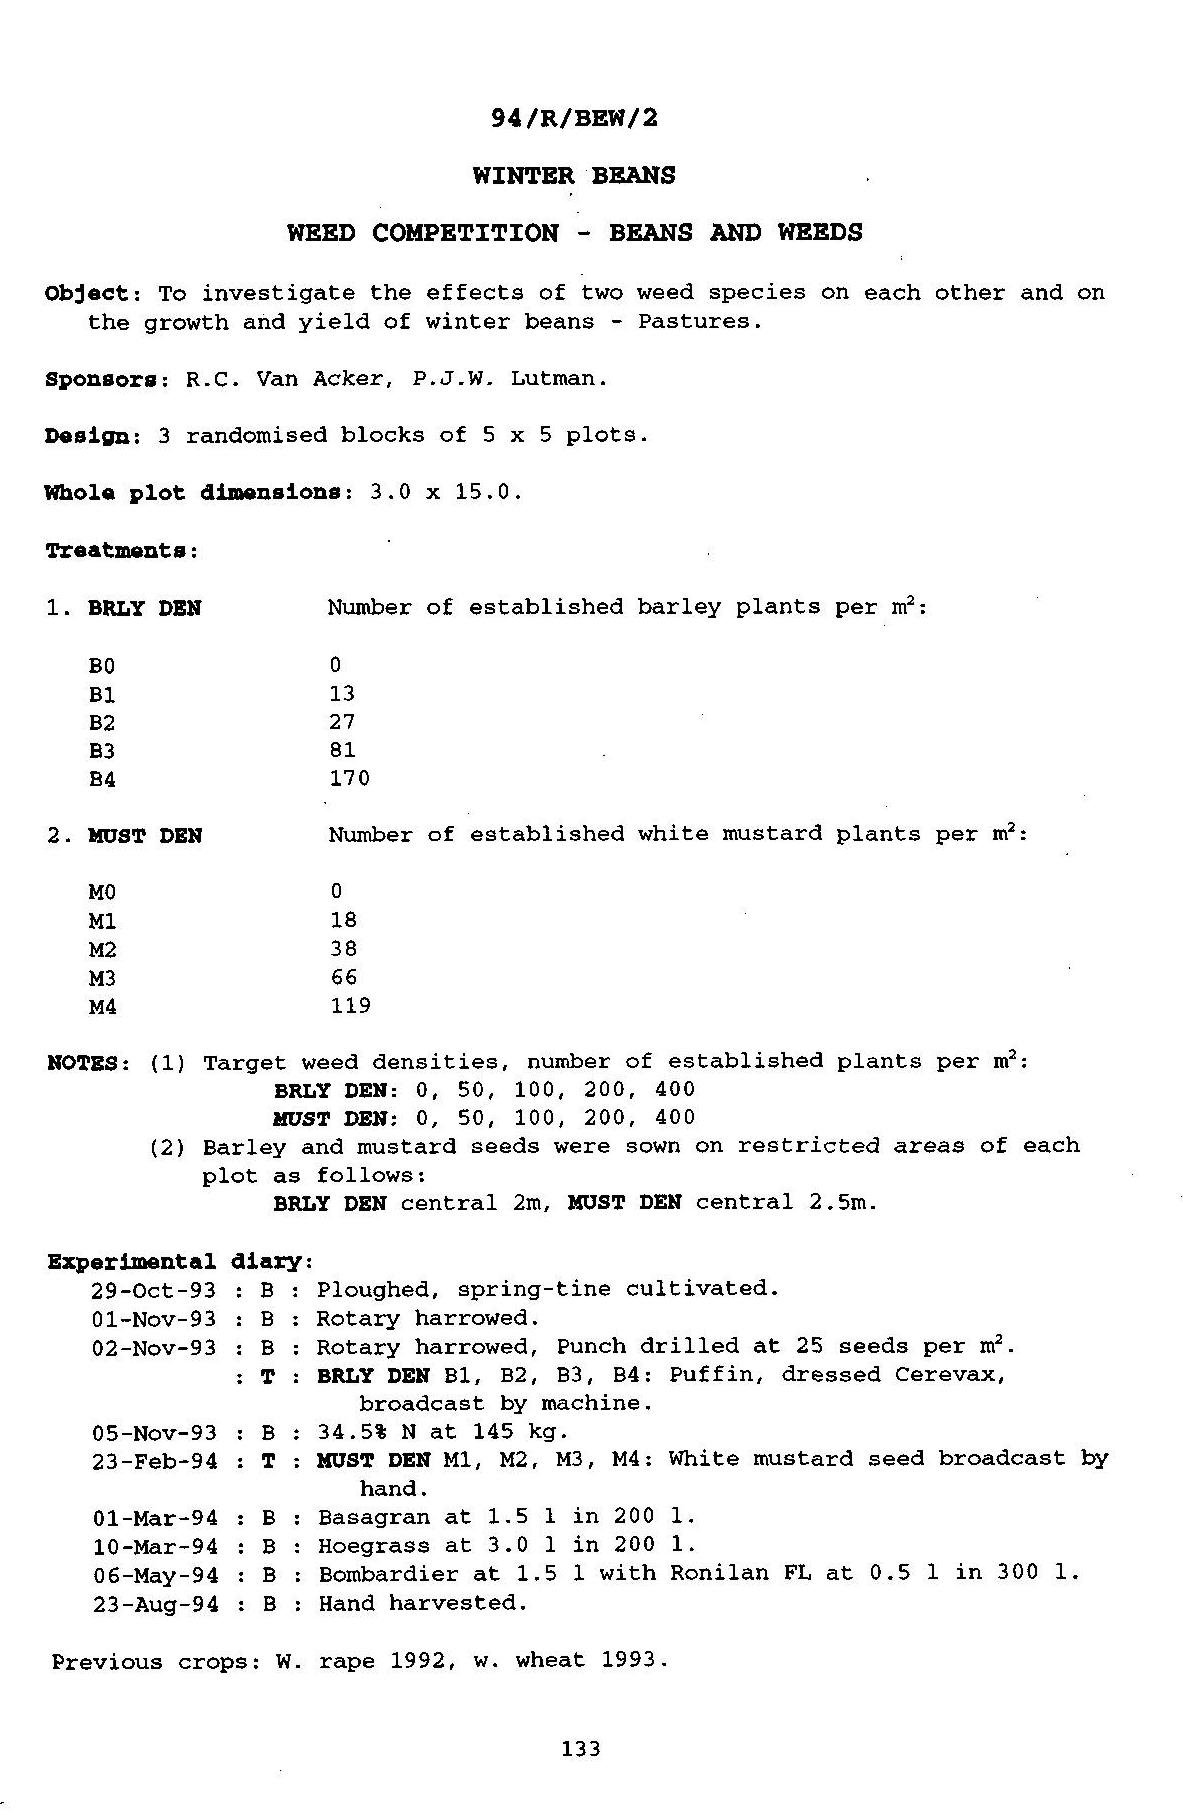 94/R/BEW/2
WINTER BEANS
WEED COMPETITION - BEANS AND WEEDS
Object: To investigate the effects of two weed species on each other and on
the growth and yield of winter beans - Pastures.
Sponsors: R.C. Van Acker, P.J.W. Lutman.
Design: 3 randomised blocks of 5 x 5 plots.
Whole plot dimensions: 3.0 x 15.0.
Treatments:
1. BRLY DEN Number of established barley plants per m²:
B0 0
B1 13
B2 27
B3 81
B4 170
2. MUST DEN Number of established white mustard plants per m²:
M0 0
M1 18
M2 38
M3 66
M4 119
NOTES: (1) Target weed densities, number of established plants per m²:
BRLY DEN: 0, 50, 100, 200, 400
MUST DEN: 0, 50, 100, 200, 400
(2) Barley and mustard seeds were sown on restricted areas of each
plot as follows:
BRLY DEN central 2m, MUST DEN central 2.5m.
Experimental diary:
29-Oct-93 : B : Ploughed, spring-tine cultivated.
01-Nov-93 : B : Rotary harrowed.
02-Nov-93 : B : Rotary harrowed, Punch drilled at 25 seeds per m².
: T : BRLY DEN B1, B2, B3, B4: Puffin, dressed Cerevax,
broadcast by machine.
05-Nov-93 : B : 34.5% N at 145 kg.
23-Feb-94 : T : MUST DEN M1, M2, M3, M4: White mustard seed broadcast by
hand.
01-Mar-94 : B : Basagran at 1.5 l in 200 l.
10-Mar-94 : B : Hoegrass at 3.0 l in 200 l.
06-May-94 : B : Bombardier at 1.5 l with Ronilan FL at 0.5 l in 300 l.
23-Aug-94 : B : Hand harvested.
Previous crops: W. rape 1992, w. wheat 1993.
133